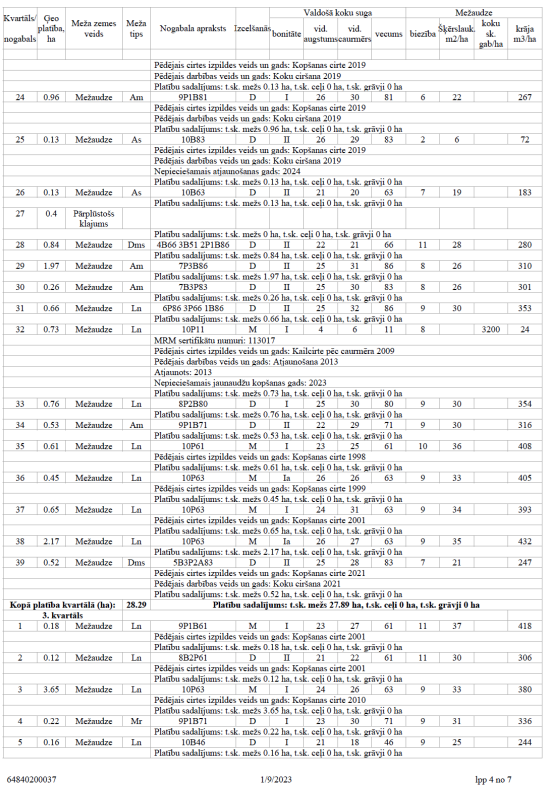 Kvartāls/ nogabals Ģeo platība, ha Meža zemes veids Meža tips Nogabala apraksts Izcelšanās Valdošā koku suga bonitāte vid. augstums vid. caurmērs vecums Mežaudze biezība Šķērslauk. m2/ha koku sk. gab/ha krāja m3/ha
Pēdējais cirtes izpildes veids un gads: Kopšanas cirte 2019
Pēdējais darbības veids un gads: Koku ciršana 2019
Platību sadalījums: t.sk. mežs 0.13 ha, t.sk. ceļi 0 ha, t.sk. grāvji 0 ha
24 0.96 Mežaudze Am 9P1B81 D I 26 30 81 6 22 267
Pēdējais cirtes izpildes veids un gads: Kopšanas cirte 2019
Pēdējais darbības veids un gads: Koku ciršana 2019
Platību sadalījums: t.sk. mežs 0.96 ha, t.sk. ceļi 0 ha, t.sk. grāvji 0 ha
25 0.13 Mežaudze As 10B83 D II 26 29 83 2 6 72
Pēdējais cirtes izpildes veids un gads: Kopšanas cirte 2019
Pēdējais darbības veids un gads: Koku ciršana 2019
Nepieciešamais atjaunošanas gads: 2024
Platību sadalījums: t.sk. mežs 0.13 ha, t.sk. ceļi 0 ha, t.sk. grāvji 0 ha
26 0.13 Mežaudze As 10B63 D II 21 20 63 7 19 183
Platību sadalījums: t.sk. mežs 0.13 ha, t.sk. ceļi 0 ha, t.sk. grāvji 0 ha
27 0.4 Pārplūstošs klajums
Platību sadalījums: t.sk. mežs 0 ha, t.sk. ceļi 0 ha, t.sk. grāvji 0 ha
28 0.84 Mežaudze Dms 4B66 3B51 2P1B86 D II 22 21 66 11 28 280
Platību sadalījums: t.sk. mežs 0.84 ha, t.sk. ceļi 0 ha, t.sk. grāvji 0 ha
29 1.97 Mežaudze Am 7P3B86 D II 25 31 86 8 26 310
Platību sadalījums: t.sk. mežs 1.97 ha, t.sk. ceļi 0 ha, t.sk. grāvji 0 ha
30 0.26 Mežaudze Am 7B3P83 D II 25 30 83 8 26 301
Platību sadalījums: t.sk. mežs 0.26 ha, t.sk. ceļi 0 ha, t.sk. grāvji 0 ha
31 0.66 Mežaudze Ln 6P86 3P66 1B86 D II 25 32 86 9 30 353
Platību sadalījums: t.sk. mežs 0.66 ha, t.sk. ceļi 0 ha, t.sk. grāvji 0 ha
32 0.73 Mežaudze Ln 10P11 M I 4 6 11 8 3200 24
MRM sertifikātu numuri: 113017
Pēdējais cirtes izpildes veids un gads: Kailcirte pēc caurmēra 2009
Pēdējais darbības veids un gads: Atjaunošana 2013
Atjaunots: 2013
Nepieciešamais jaunaudžu kopšanas gads: 2023
Platību sadalījums: t.sk. mežs 0.73 ha, t.sk. ceļi 0 ha, t.sk. grāvji 0 ha
33 0.76 Mežaudze Ln 8P2B80 D I 25 30 80 9 30 354
Platību sadalījums: t.sk. mežs 0.76 ha, t.sk. ceļi 0 ha, t.sk. grāvji 0 ha
34 0.53 Mežaudze Am 9P1B71 D II 22 29 71 9 30 316
Platību sadalījums: t.sk. mežs 0.53 ha, t.sk. ceļi 0 ha, t.sk. grāvji 0 ha
35 0.61 Mežaudze Ln 10P61 M I 23 25 61 10 36 408
Pēdējais cirtes izpildes veids un gads: Kopšanas cirte 1998
Platību sadalījums: t.sk. mežs 0.61 ha, t.sk. ceļi 0 ha, t.sk. grāvji 0 ha
36 0.45 Mežaudze Ln 10P63 M Ia 26 26 63 9 33 405
Pēdējais cirtes izpildes veids un gads: Kopšanas cirte 1999
Platību sadalījums: t.sk. mežs 0.45 ha, t.sk. ceļi 0 ha, t.sk. grāvji 0 ha
37 0.65 Mežaudze Ln 10P63 M I 24 31 63 9 34 393
Pēdējais cirtes izpildes veids un gads: Kopšanas cirte 2001
Platību sadalījums: t.sk. mežs 0.65 ha, t.sk. ceļi 0 ha, t.sk. grāvji 0 ha
38 2.17 Mežaudze Ln 10P63 M Ia 26 27 63 9 35 432
Platību sadalījums: t.sk. mežs 2.17 ha, t.sk. ceļi 0 ha, t.sk. grāvji 0 ha
39 0.52 Mežaudze Dms 5B3P2A83 D II 25 28 83 7 21 247
Pēdējais cirtes izpildes veids un gads: Kopšanas cirte 2021
Pēdējais darbības veids un gads: Koku ciršana 2021
Platību sadalījums: t.sk. mežs 0.52 ha, t.sk. ceļi 0 ha, t.sk. grāvji 0 ha
Kopā platība kvartālā (ha): 28.29 Platību sadalījums: t.sk. mežs 27.89 ha, t.sk. ceļi 0 ha, t.sk. grāvji 0 ha
3. kvartāls
1 0.18 Mežaudze Ln 9P1B61 M I 23 27 61 11 37 418
Pēdējais cirtes izpildes veids un gads: Kopšanas cirte 2001
Platību sadalījums: t.sk. mežs 0.18 ha, t.sk. ceļi 0 ha, t.sk. grāvji 0 ha
2 0.12 Mežaudze Ln 8B2P61 D II 21 22 61 11 30 306
Pēdējais cirtes izpildes veids un gads: Kopšanas cirte 2001
Platību sadalījums: t.sk. mežs 0.12 ha, t.sk. ceļi 0 ha, t.sk. grāvji 0 ha
3 3.65 Mežaudze Ln 10P63 M I 24 26 63 9 33 380
Pēdējais cirtes izpildes veids un gads: Kopšanas cirte 2010
Platību sadalījums: t.sk. mežs 3.65 ha, t.sk. ceļi 0 ha, t.sk. grāvji 0 ha
4 0.22 Mežaudze Mr 9P1B71 D I 23 30 71 9 31 336
Platību sadalījums: t.sk. mežs 0.22 ha, t.sk. ceļi 0 ha, t.sk. grāvji 0 ha
5 0.16 Mežaudze Ln 10B46 D I 21 18 46 9 25 244
Platību sadalījums: t.sk. mežs 0.16 ha, t.sk. ceļi 0 ha, t.sk. grāvji 0 ha
64840200037 1/9/2023 lpp 4 no 7